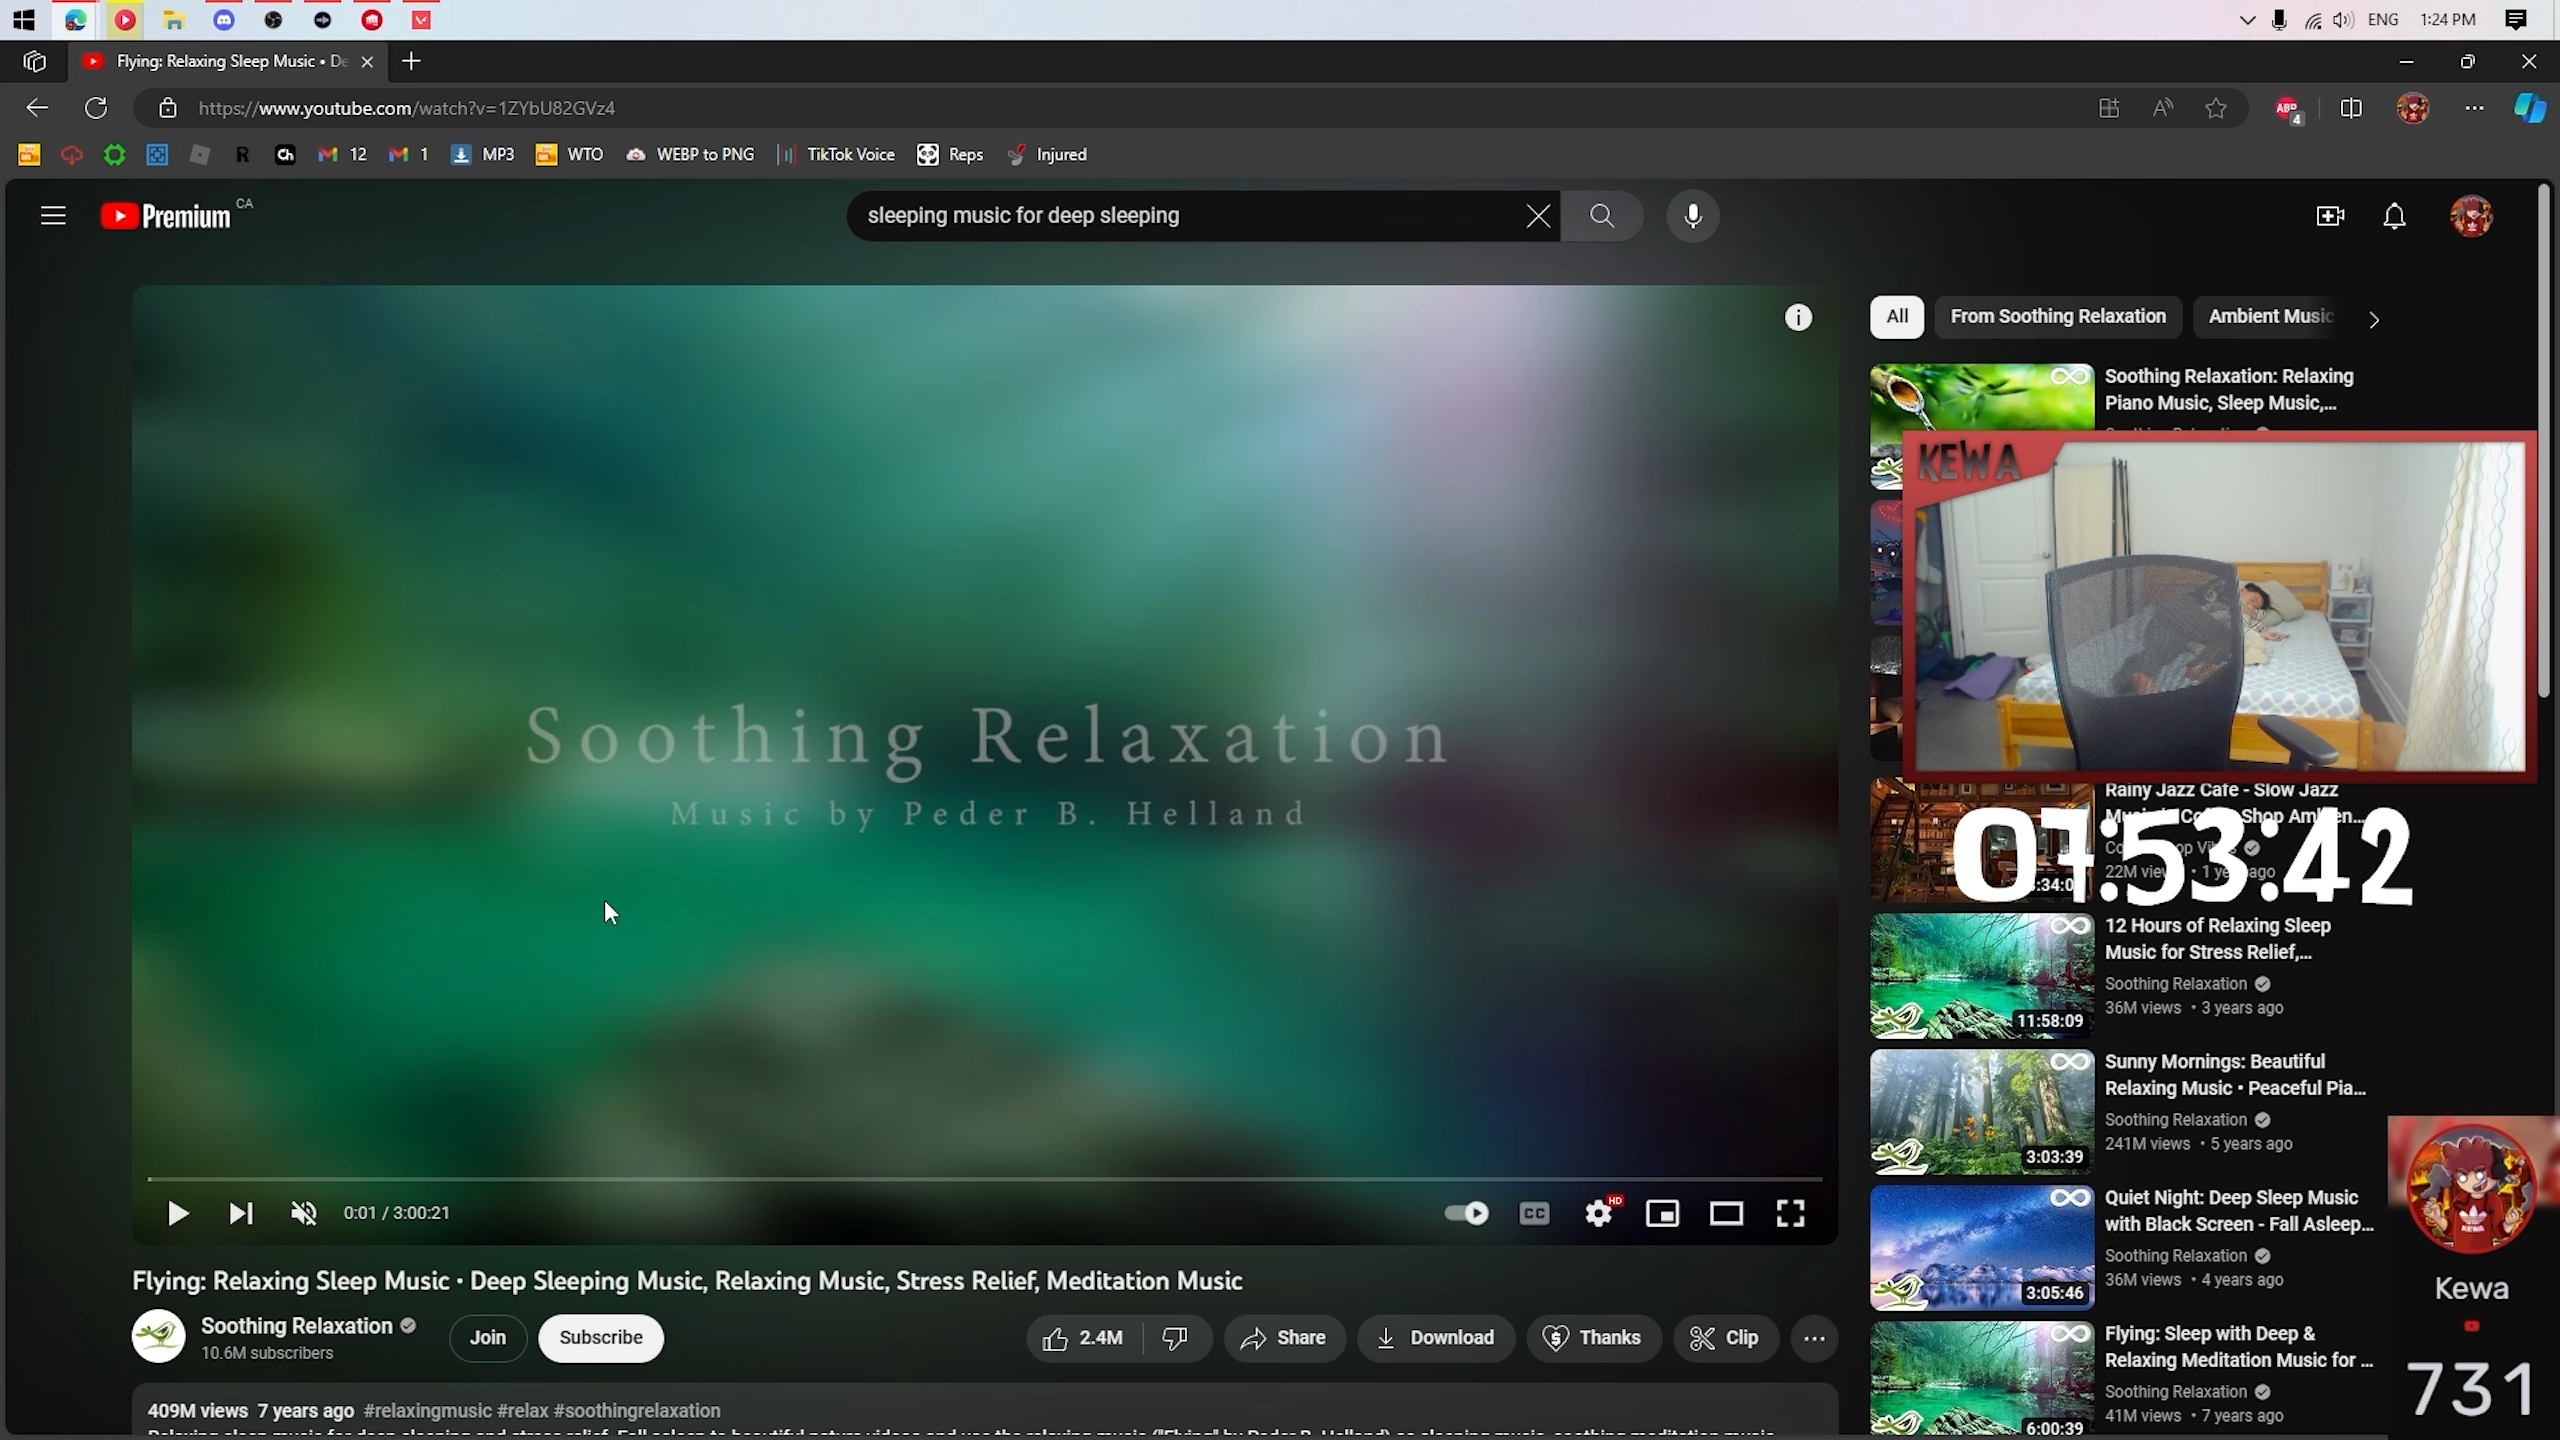 ENG 1:24 PM
Flying: Relaxing Sleep Music • De
https://www.youtube.com/watch?v=1ZYbU82GVz4
ABP 4
R Ch 12 1 MP3 WTO WEBP to PNG TikTok Voice Reps Injured
Premium CA
sleeping music for deep sleeping
All From Soothing Relaxation Ambient Music
Soothing Relaxation: Relaxing
Piano Music, Sleep Music,...
KEWA
Soothing Relaxation
Music by Peder B. Helland
Rainy Jazz Cafe - Slow Jazz
22M
07:53:42
12 Hours of Relaxing Sleep
Music for Stress Relief,...
Soothing Relaxation
36M views • 3 years ago
11:58:09
Sunny Mornings: Beautiful
Relaxing Music • Peaceful Pia...
Soothing Relaxation
241M views • 5 years ago
3:03:39
Quiet Night: Deep Sleep Music
with Black Screen - Fall Asleep...
Soothing Relaxation
36M views • 4 years ago
3:05:46
Flying: Sleep with Deep &
Relaxing Meditation Music for ...
Soothing Relaxation
41M views • 7 years ago
6:00:39
Kewa
731
0:01 / 3:00:21
CC HD
Flying: Relaxing Sleep Music • Deep Sleeping Music, Relaxing Music, Stress Relief, Meditation Music
Soothing Relaxation
10.6M subscribers
Join Subscribe
2.4M Share Download Thanks Clip
409M views 7 years ago #relaxingmusic #relax #soothingrelaxation